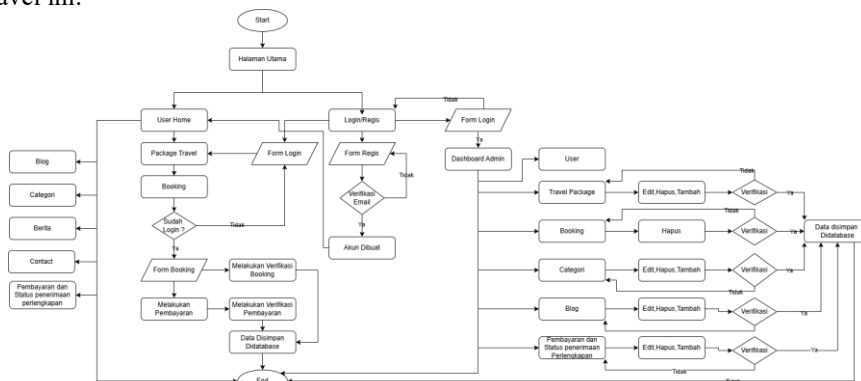 Start
Halaman Utama
User Home
Login/Regis
Tidak
Form Login
Ya
Package Travel
Form Login
Form Regis
Dashboard Admin
User
Blog
Booking
Tidak
Verifikasi
Email
Travel Package
Edit,Hapus,Tambah
Verifikasi
Tidak
Ya
Categori
Sudah
Login ?
Tidak
Ya
Berita
Ya
Akun Dibuat
Booking
Hapus
Verifikasi
Tidak
Ya
Data disimpan
Didatabase
Contact
Form Booking
Melakukan Verifikasi
Booking
Categori
Edit,Hapus,Tambah
Verifikasi
Ya
Tidak
Pembayaran dan
Status penerimaan
perlengkapan
Melakukan
Pembayaran
Melakukan Verifikasi
Pembayaran
Blog
Edit,Hapus,Tambah
Verifikasi
Ya
Data Disimpan
Didatabase
Pembayaran dan
Status penerimaan
Perlengkapan
Edit,Hapus,Tambah
Verifikasi
Ya
Tidak
End